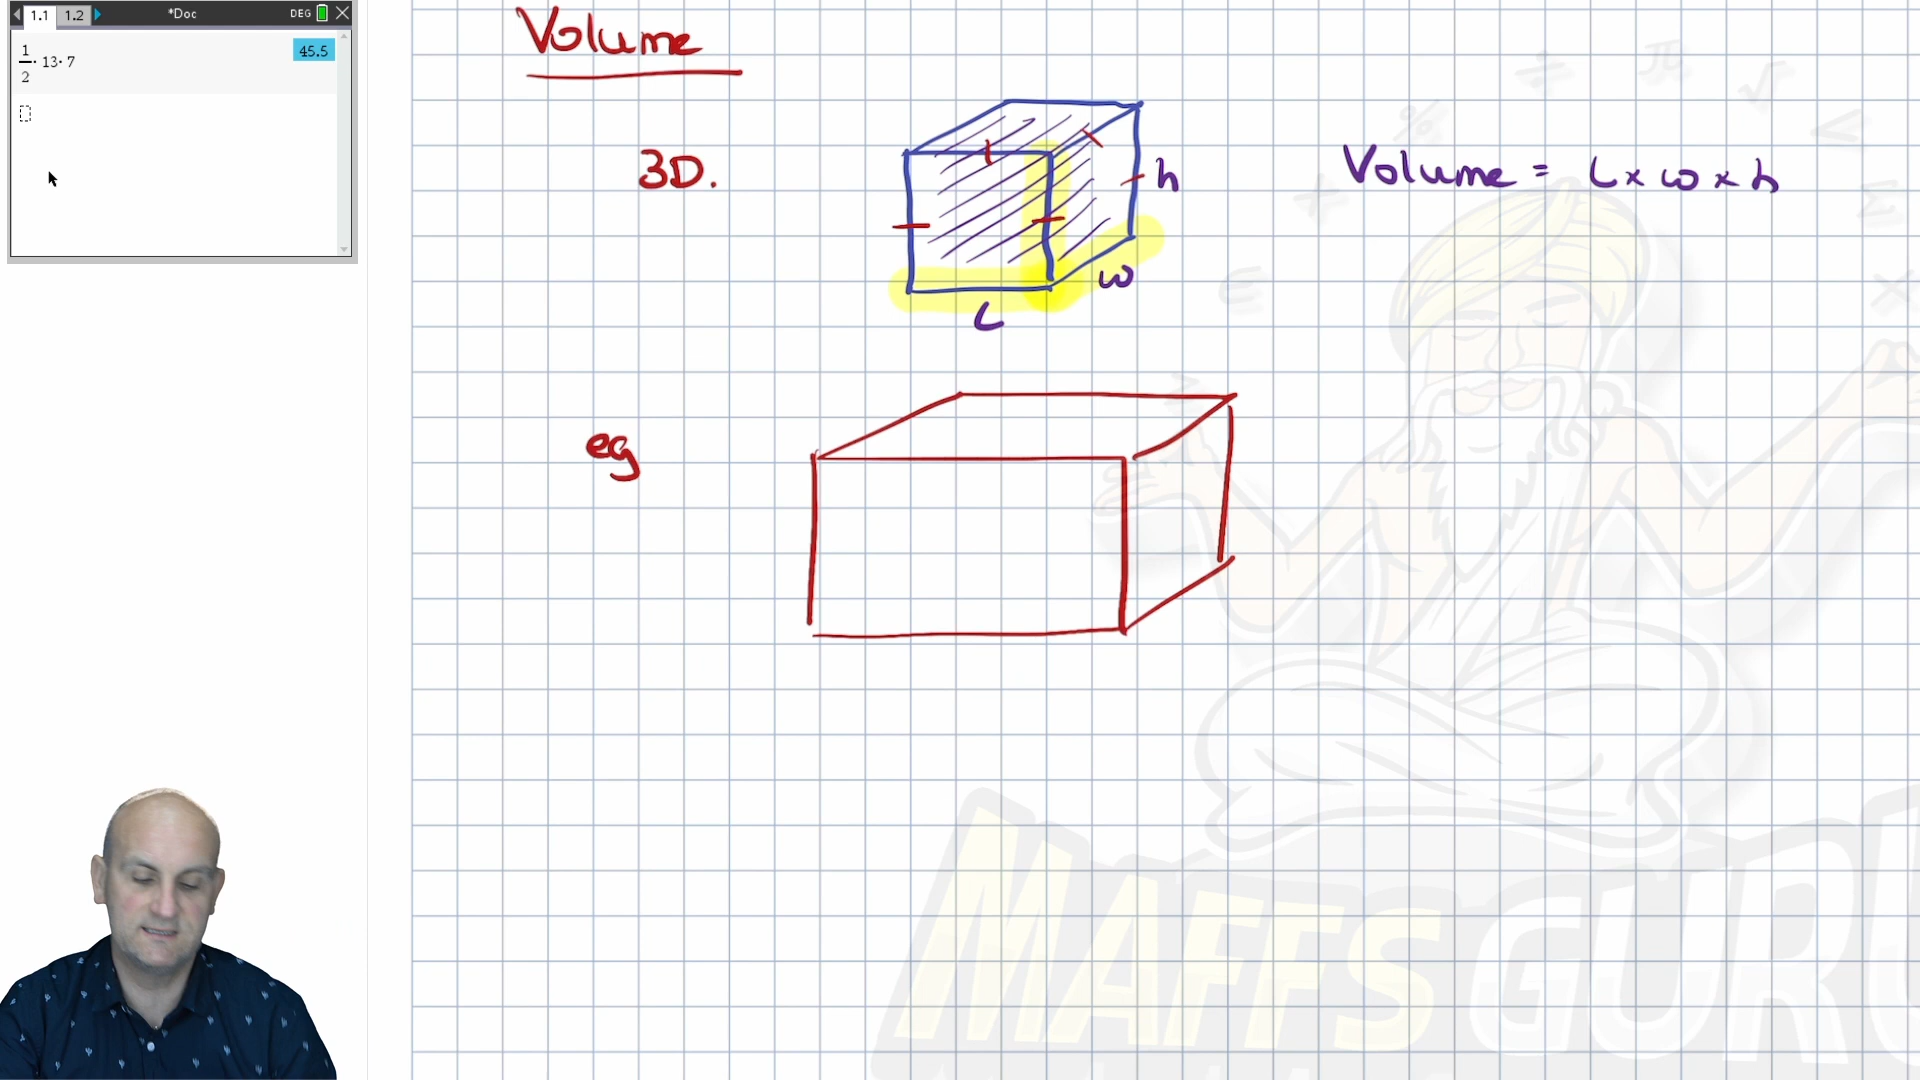 1.1 1.2 *Doc DEG
1/2 · 13 · 7 45.5
Volume
3D.
h
w
L
Volume = L x w x h
eg
MAFFS GURU